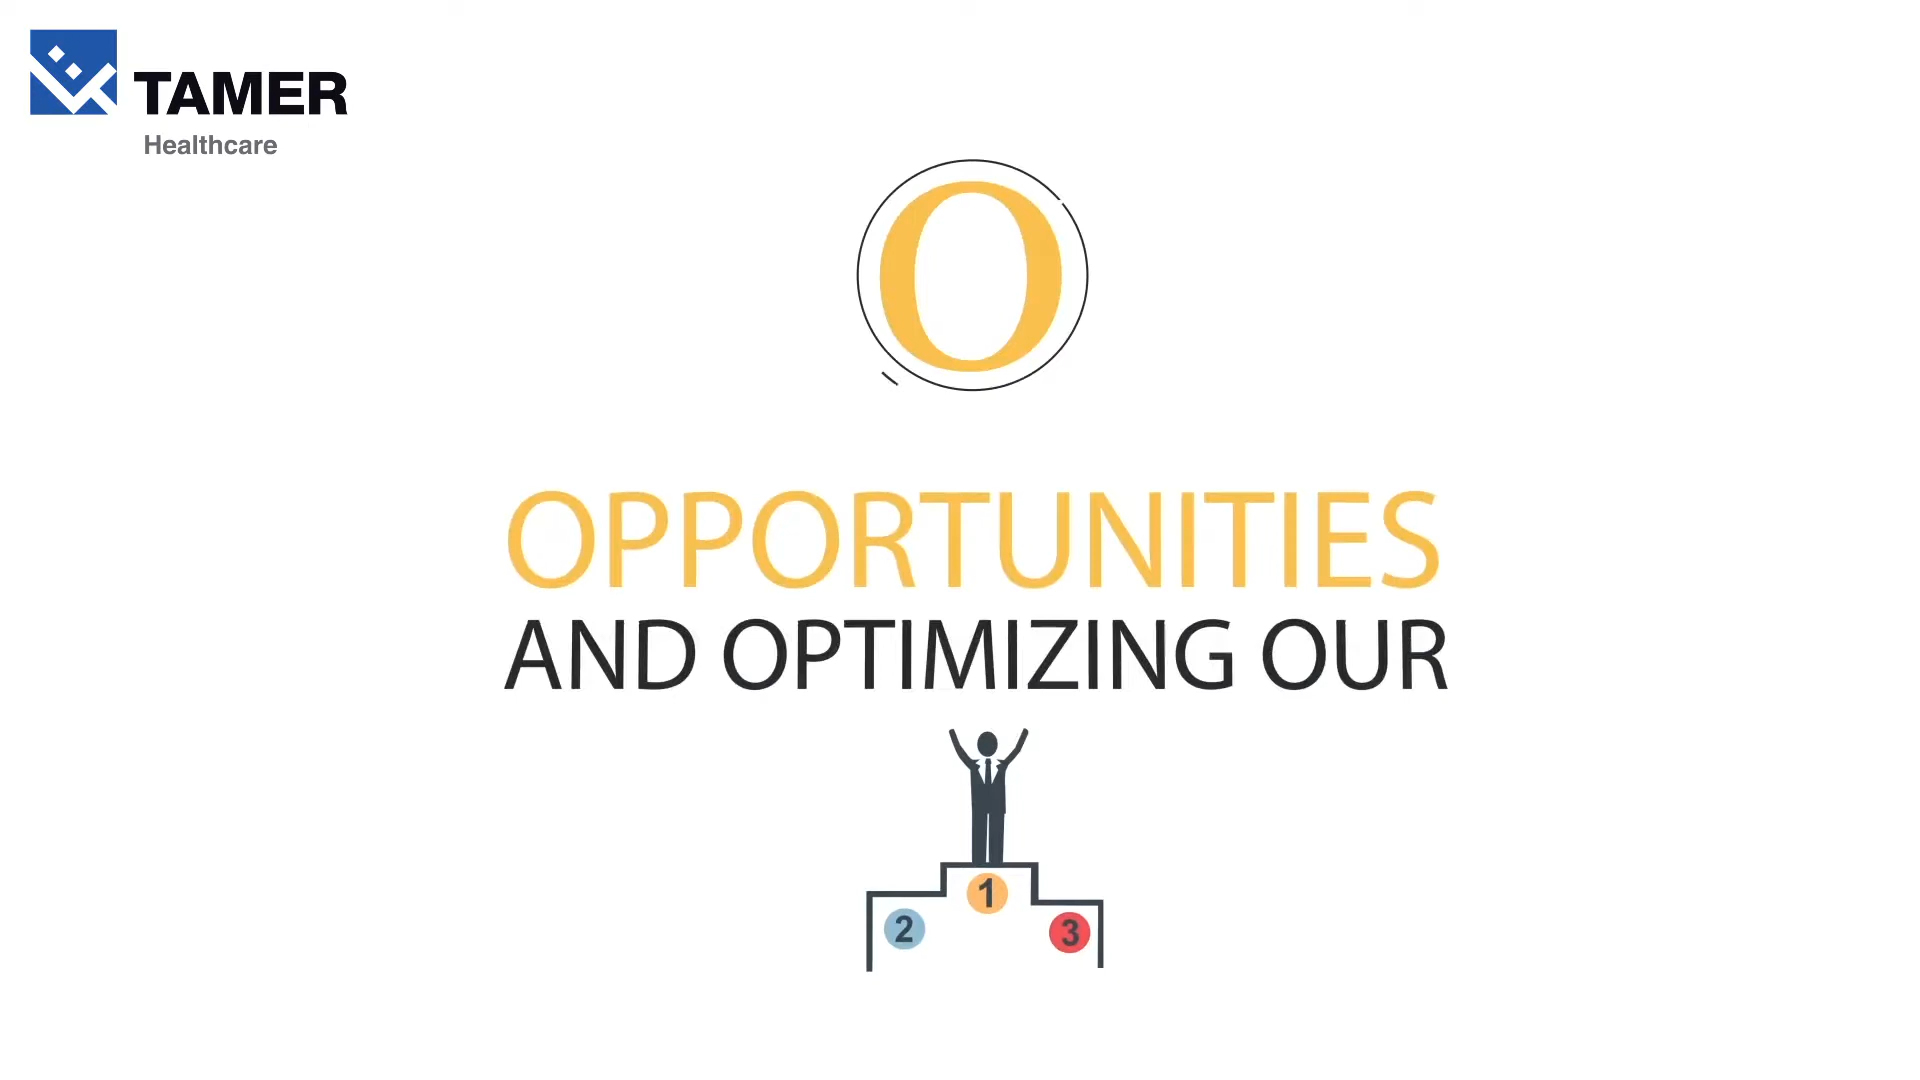 TAMER
Healthcare
O
OPPORTUNITIES
AND OPTIMIZING OUR
1
2
3